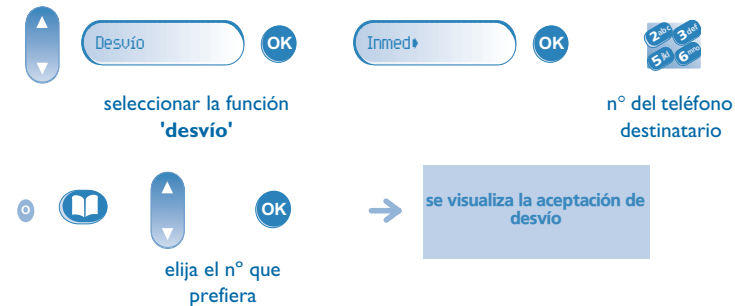 Desvío
OK
Inmed
OK
2abc 3def
5jkl 6mno
seleccionar la función
'desvío'
n° del teléfono
destinatario
o
OK
se visualiza la aceptación de
desvío
elija el nº que
prefiera